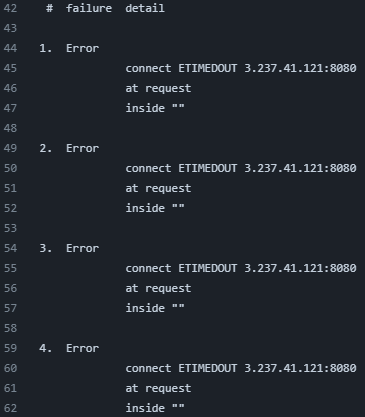 42 # failure detail
43
44 1. Error
45 connect ETIMEDOUT 3.237.41.121:8080
46 at request
47 inside ""
48
49 2. Error
50 connect ETIMEDOUT 3.237.41.121:8080
51 at request
52 inside ""
53
54 3. Error
55 connect ETIMEDOUT 3.237.41.121:8080
56 at request
57 inside ""
58
59 4. Error
60 connect ETIMEDOUT 3.237.41.121:8080
61 at request
62 inside ""